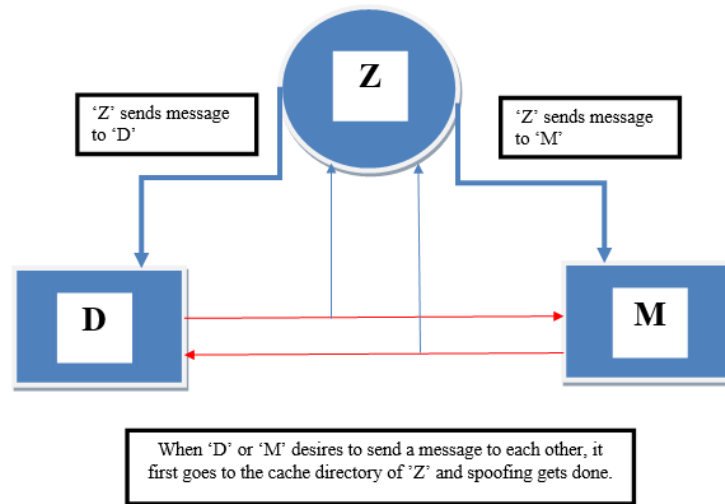 Z
‘Z’ sends message
to ‘D’
‘Z’ sends message
to ‘M’
D
M
When ‘D’ or ‘M’ desires to send a message to each other, it
first goes to the cache directory of ’Z’ and spoofing gets done.